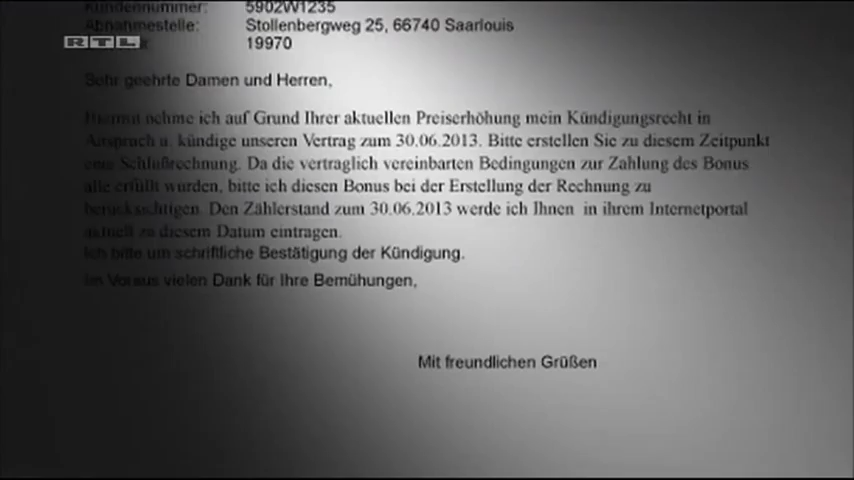 Kundennummer: 5902W1235
Abnahmestelle: Stollenbergweg 25, 66740 Saarlouis
RTL 19970
Sehr geehrte Damen und Herren,
Hiermit nehme ich auf Grund Ihrer aktuellen Preiserhöhung mein Kündigungsrecht in
Anspruch u. kündige unseren Vertrag zum 30.06.2013. Bitte erstellen Sie zu diesem Zeitpunkt
eine Schlußrechnung. Da die vertraglich vereinbarten Bedingungen zur Zahlung des Bonus
alle erfüllt wurden, bitte ich diesen Bonus bei der Erstellung der Rechnung zu
berücksichtigen. Den Zählerstand zum 30.06.2013 werde ich Ihnen in ihrem Internetportal
aktuell zu diesem Datum eintragen.
Ich bitte um schriftliche Bestätigung der Kündigung.
Im Voraus vielen Dank für Ihre Bemühungen,
Mit freundlichen Grüßen